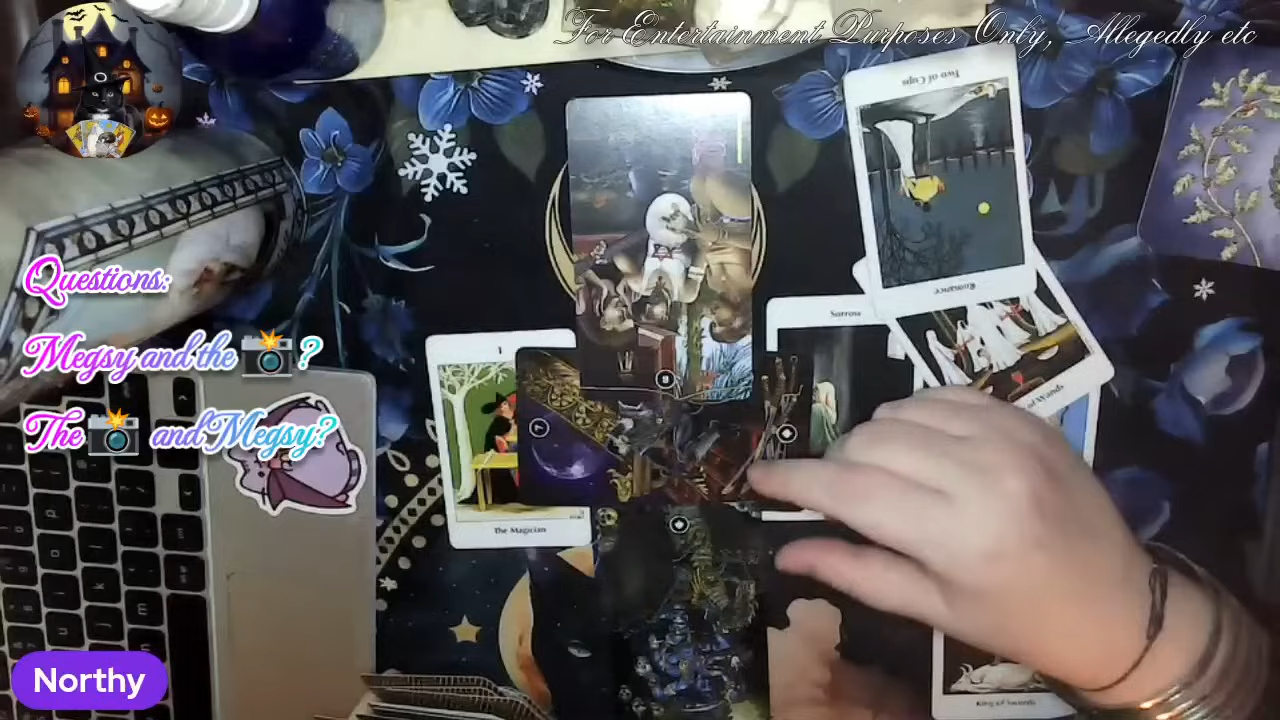 For Entertainment Purposes Only, Allegedly etc
Two of Cups
Romance
Sorrow
of Wands
Questions:
Megsy and the 📸?
The 📸 and Megsy?
I
The Magician
King of Swords
Northy